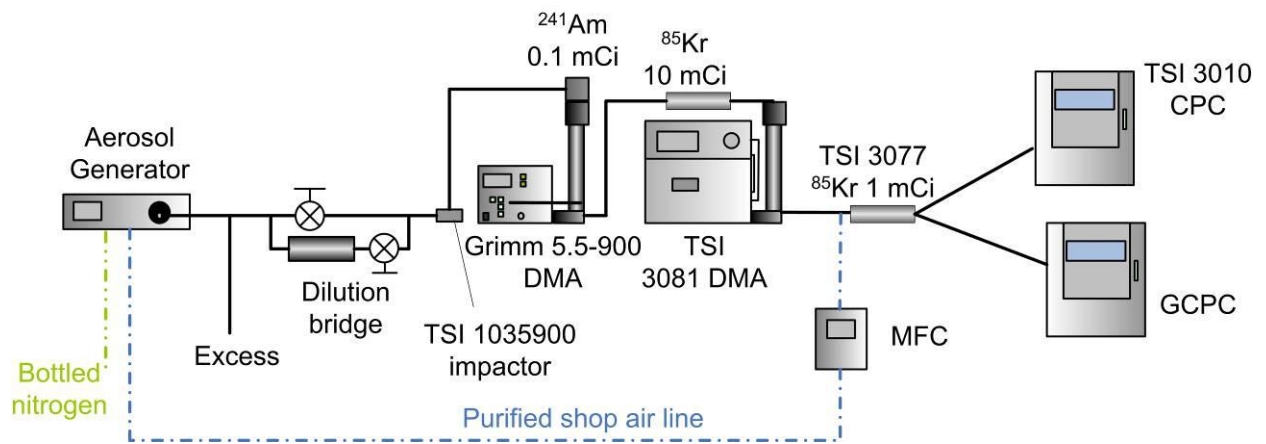 Aerosol
Generator
Bottled
nitrogen
Excess
Dilution
bridge
TSI 1035900
impactor
²⁴¹Am
0.1 mCi
Grimm 5.5-900
DMA
⁸⁵Kr
10 mCi
TSI
3081 DMA
TSI 3077
⁸⁵Kr 1 mCi
TSI 3010
CPC
GCPC
MFC
Purified shop air line